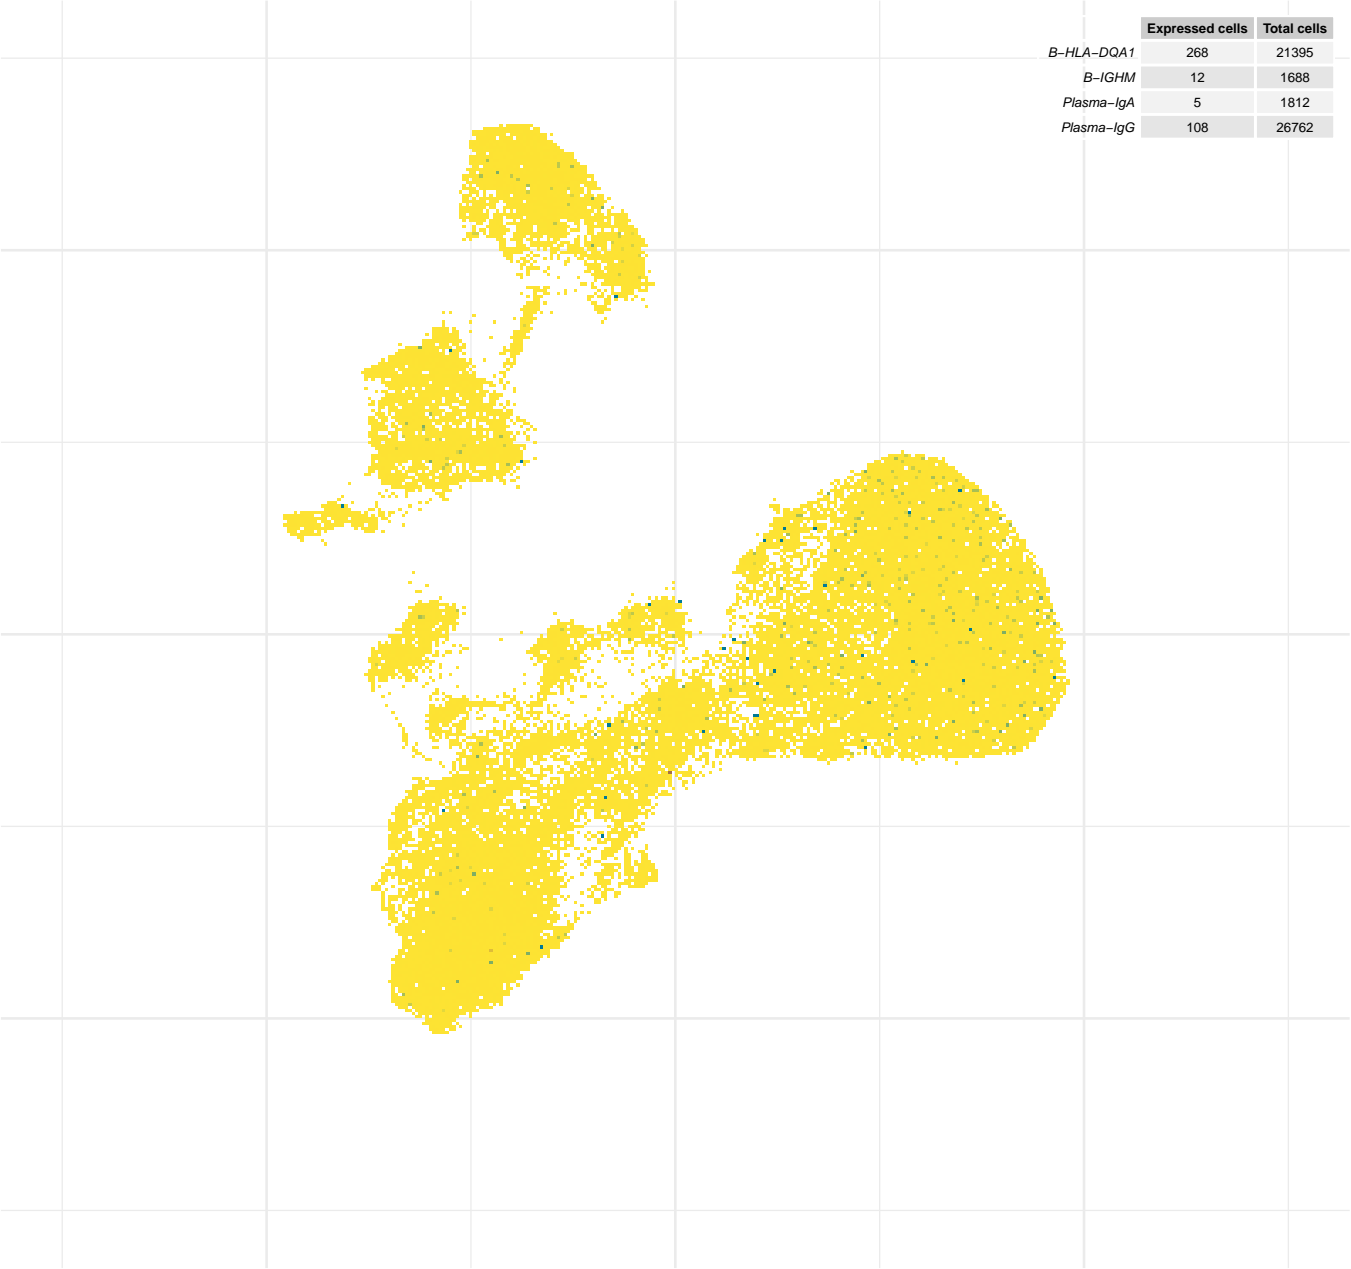 Expressed cells Total cells
B−HLA−DQA1 268 21395
B−IGHM 12 1688
Plasma−IgA 5 1812
Plasma−IgG 108 26762